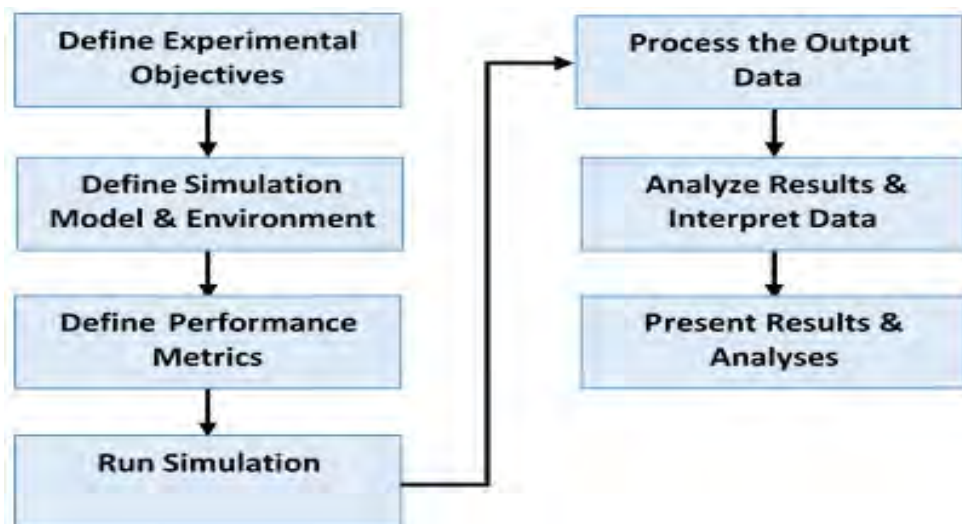 Define Experimental
Objectives
Define Simulation
Model & Environment
Define Performance
Metrics
Run Simulation
Process the Output
Data
Analyze Results &
Interpret Data
Present Results &
Analyses